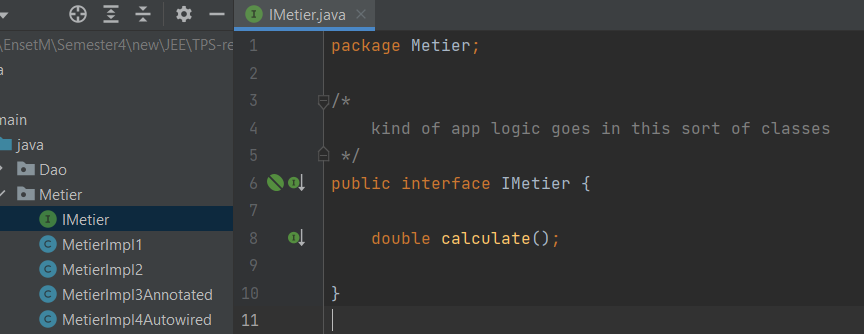 \EnsetM\Semester4\new\JEE\TPS-re
a
main
java
Dao
Metier
IMetier
MetierImpl1
MetierImpl2
MetierImpl3Annotated
MetierImpl4Autowired
IMetier.java
1 package Metier;
2
3 /*
4 kind of app logic goes in this sort of classes
5 */
6 public interface IMetier {
7
8 double calculate();
9
10 }
11